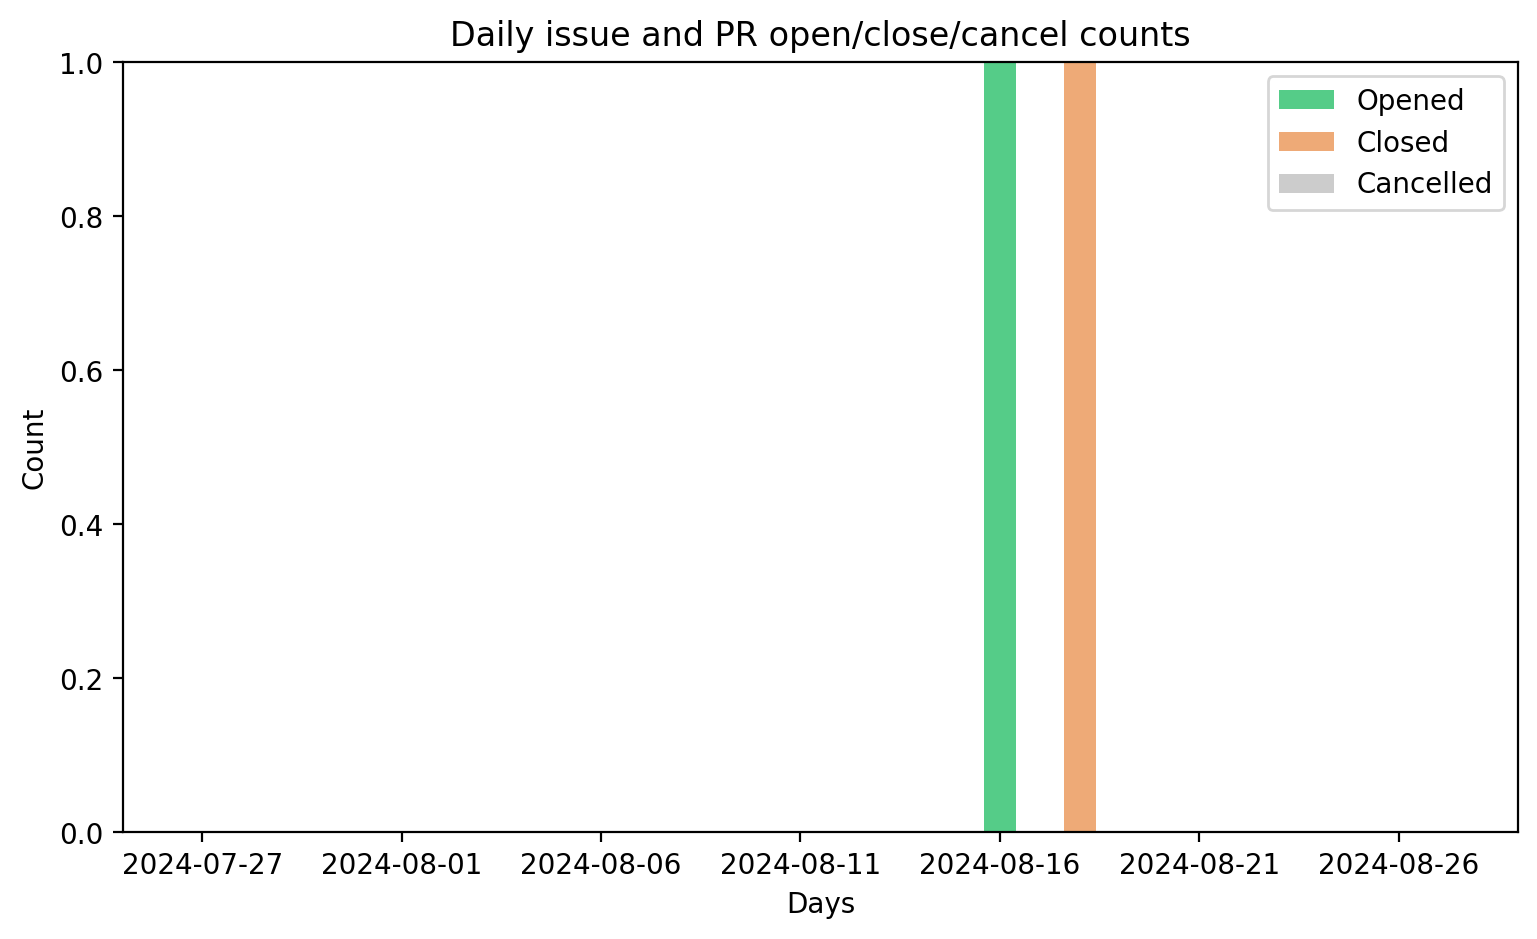 Daily issue and PR open/close/cancel counts
1.0
0.8
0.6
0.4
0.2
0.0
Count
Opened
Closed
Cancelled
2024-07-27 2024-08-01 2024-08-06 2024-08-11 2024-08-16 2024-08-21 2024-08-26
Days